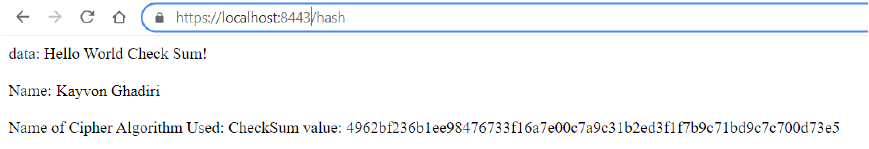 https://localhost:8443/hash
data: Hello World Check Sum!
Name: Kayvon Ghadiri
Name of Cipher Algorithm Used: CheckSum value: 4962bf236b1ee98476733f16a7e00c7a9c31b2ed3f1f7b9c71bd9c7c700d73e5